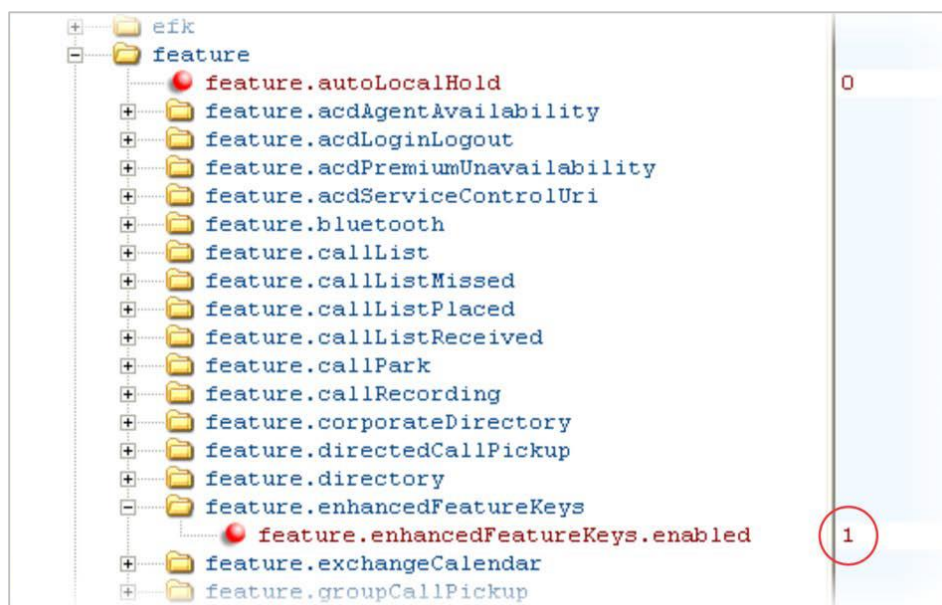 efk
feature
feature.autoLocalHold 0
feature.acdAgentAvailability
feature.acdLoginLogout
feature.acdPremiumUnavailability
feature.acdServiceControlUri
feature.bluetooth
feature.callList
feature.callListMissed
feature.callListPlaced
feature.callListReceived
feature.callPark
feature.callRecording
feature.corporateDirectory
feature.directedCallPickup
feature.directory
feature.enhancedFeatureKeys
feature.enhancedFeatureKeys.enabled 1
feature.exchangeCalendar
feature.groupCallPickup